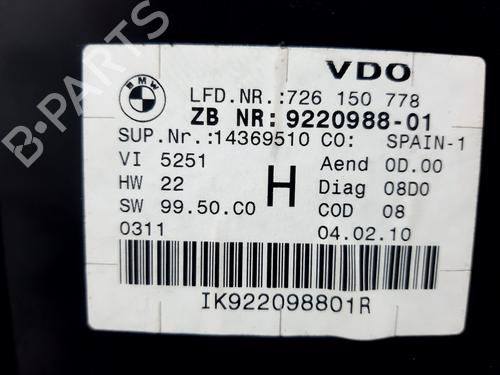 BMW
VDO
LFD.NR.:726 150 778
ZB NR:9220988-01
SUP.Nr:14369510 CO: SPAIN-1
VI 5251 Aend 0D.00
HW 22 H Diag 08D0
SW 99.50.C0 COD 08
0311 04.02.10
IK922098801R
B-PARTS